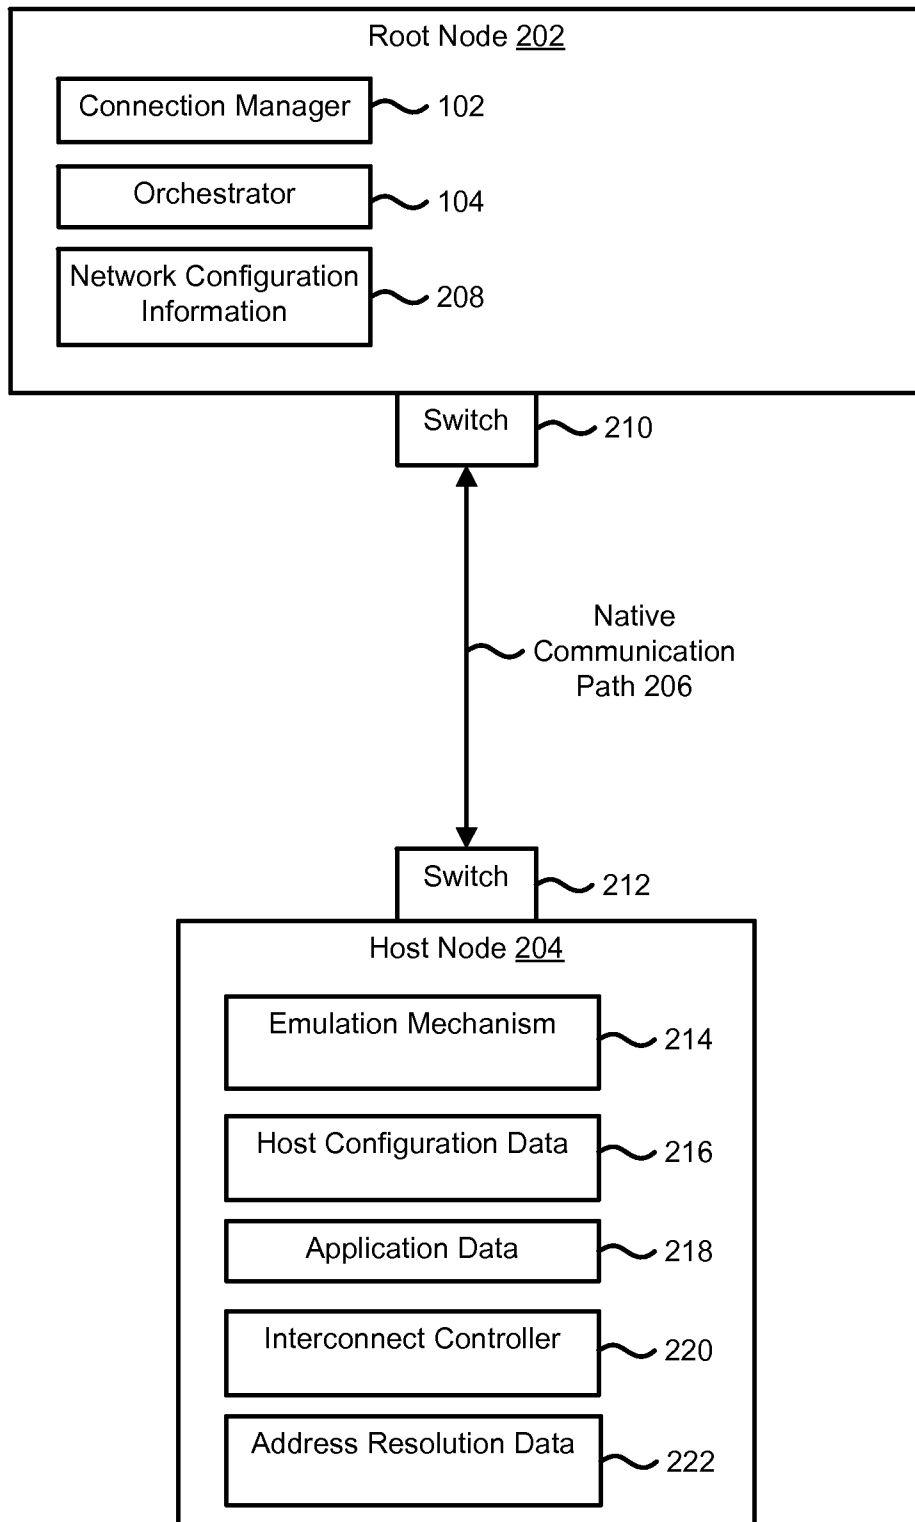 Root Node 202
Connection Manager
102
Orchestrator
104
Network Configuration
Information
208
Switch
210
Native
Communication
Path 206
Switch
212
Host Node 204
Emulation Mechanism
214
Host Configuration Data
216
Application Data
218
Interconnect Controller
220
Address Resolution Data
222